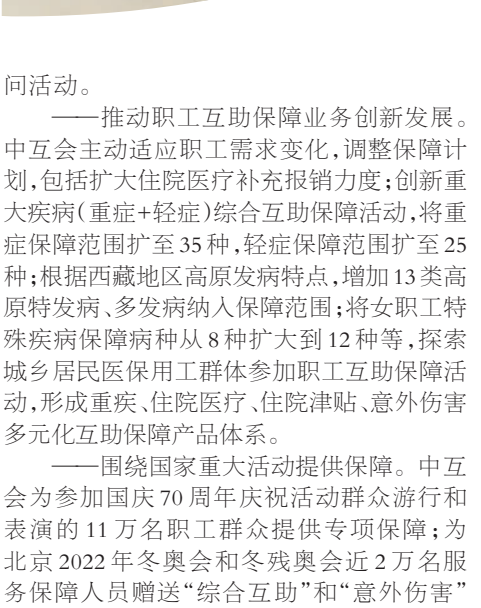 问活动。
——推动职工互助保障业务创新发展。
中互会主动适应职工需求变化,调整保障计
划,包括扩大住院医疗补充报销力度;创新重
大疾病(重症+轻症)综合互助保障活动,将重
症保障范围扩至35种,轻症保障范围扩至25
种;根据西藏地区高原发病特点,增加13类高
原特发病、多发病纳入保障范围;将女职工特
殊疾病保障病种从8种扩大到12种等,探索
城乡居民医保用工群体参加职工互助保障活
动,形成重疾、住院医疗、住院津贴、意外伤害
多元化互助保障产品体系。
——围绕国家重大活动提供保障。中互
会为参加国庆70周年庆祝活动群众游行和
表演的11万名职工群众提供专项保障;为
北京2022年冬奥会和冬残奥会近2万名服
务保障人员赠送“综合互助”和“意外伤害”